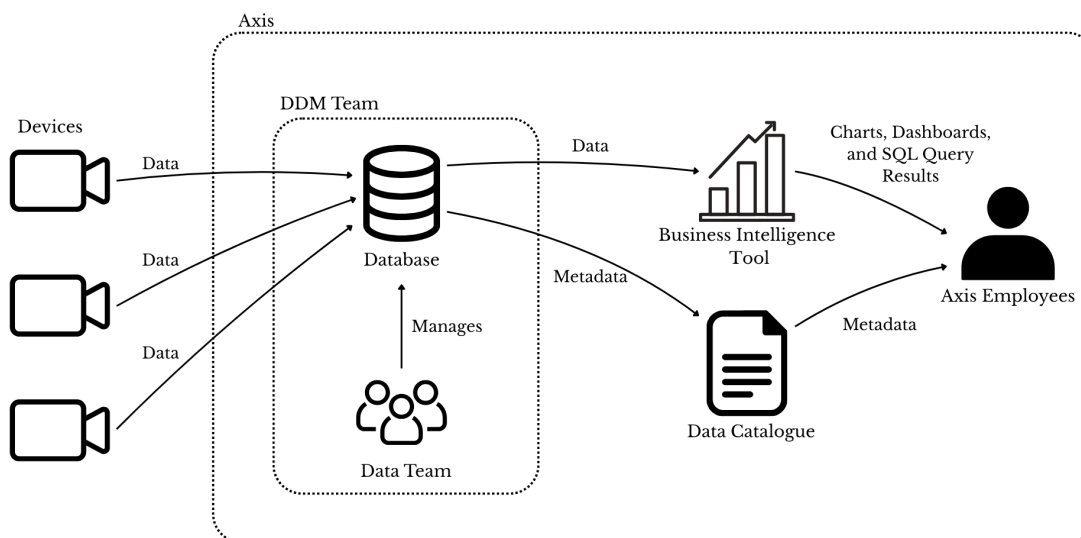 Axis
DDM Team
Devices
Data
Data
Data
Database
Manages
Data Team
Data
Metadata
Business Intelligence
Tool
Data Catalogue
Charts, Dashboards,
and SQL Query
Results
Metadata
Axis Employees